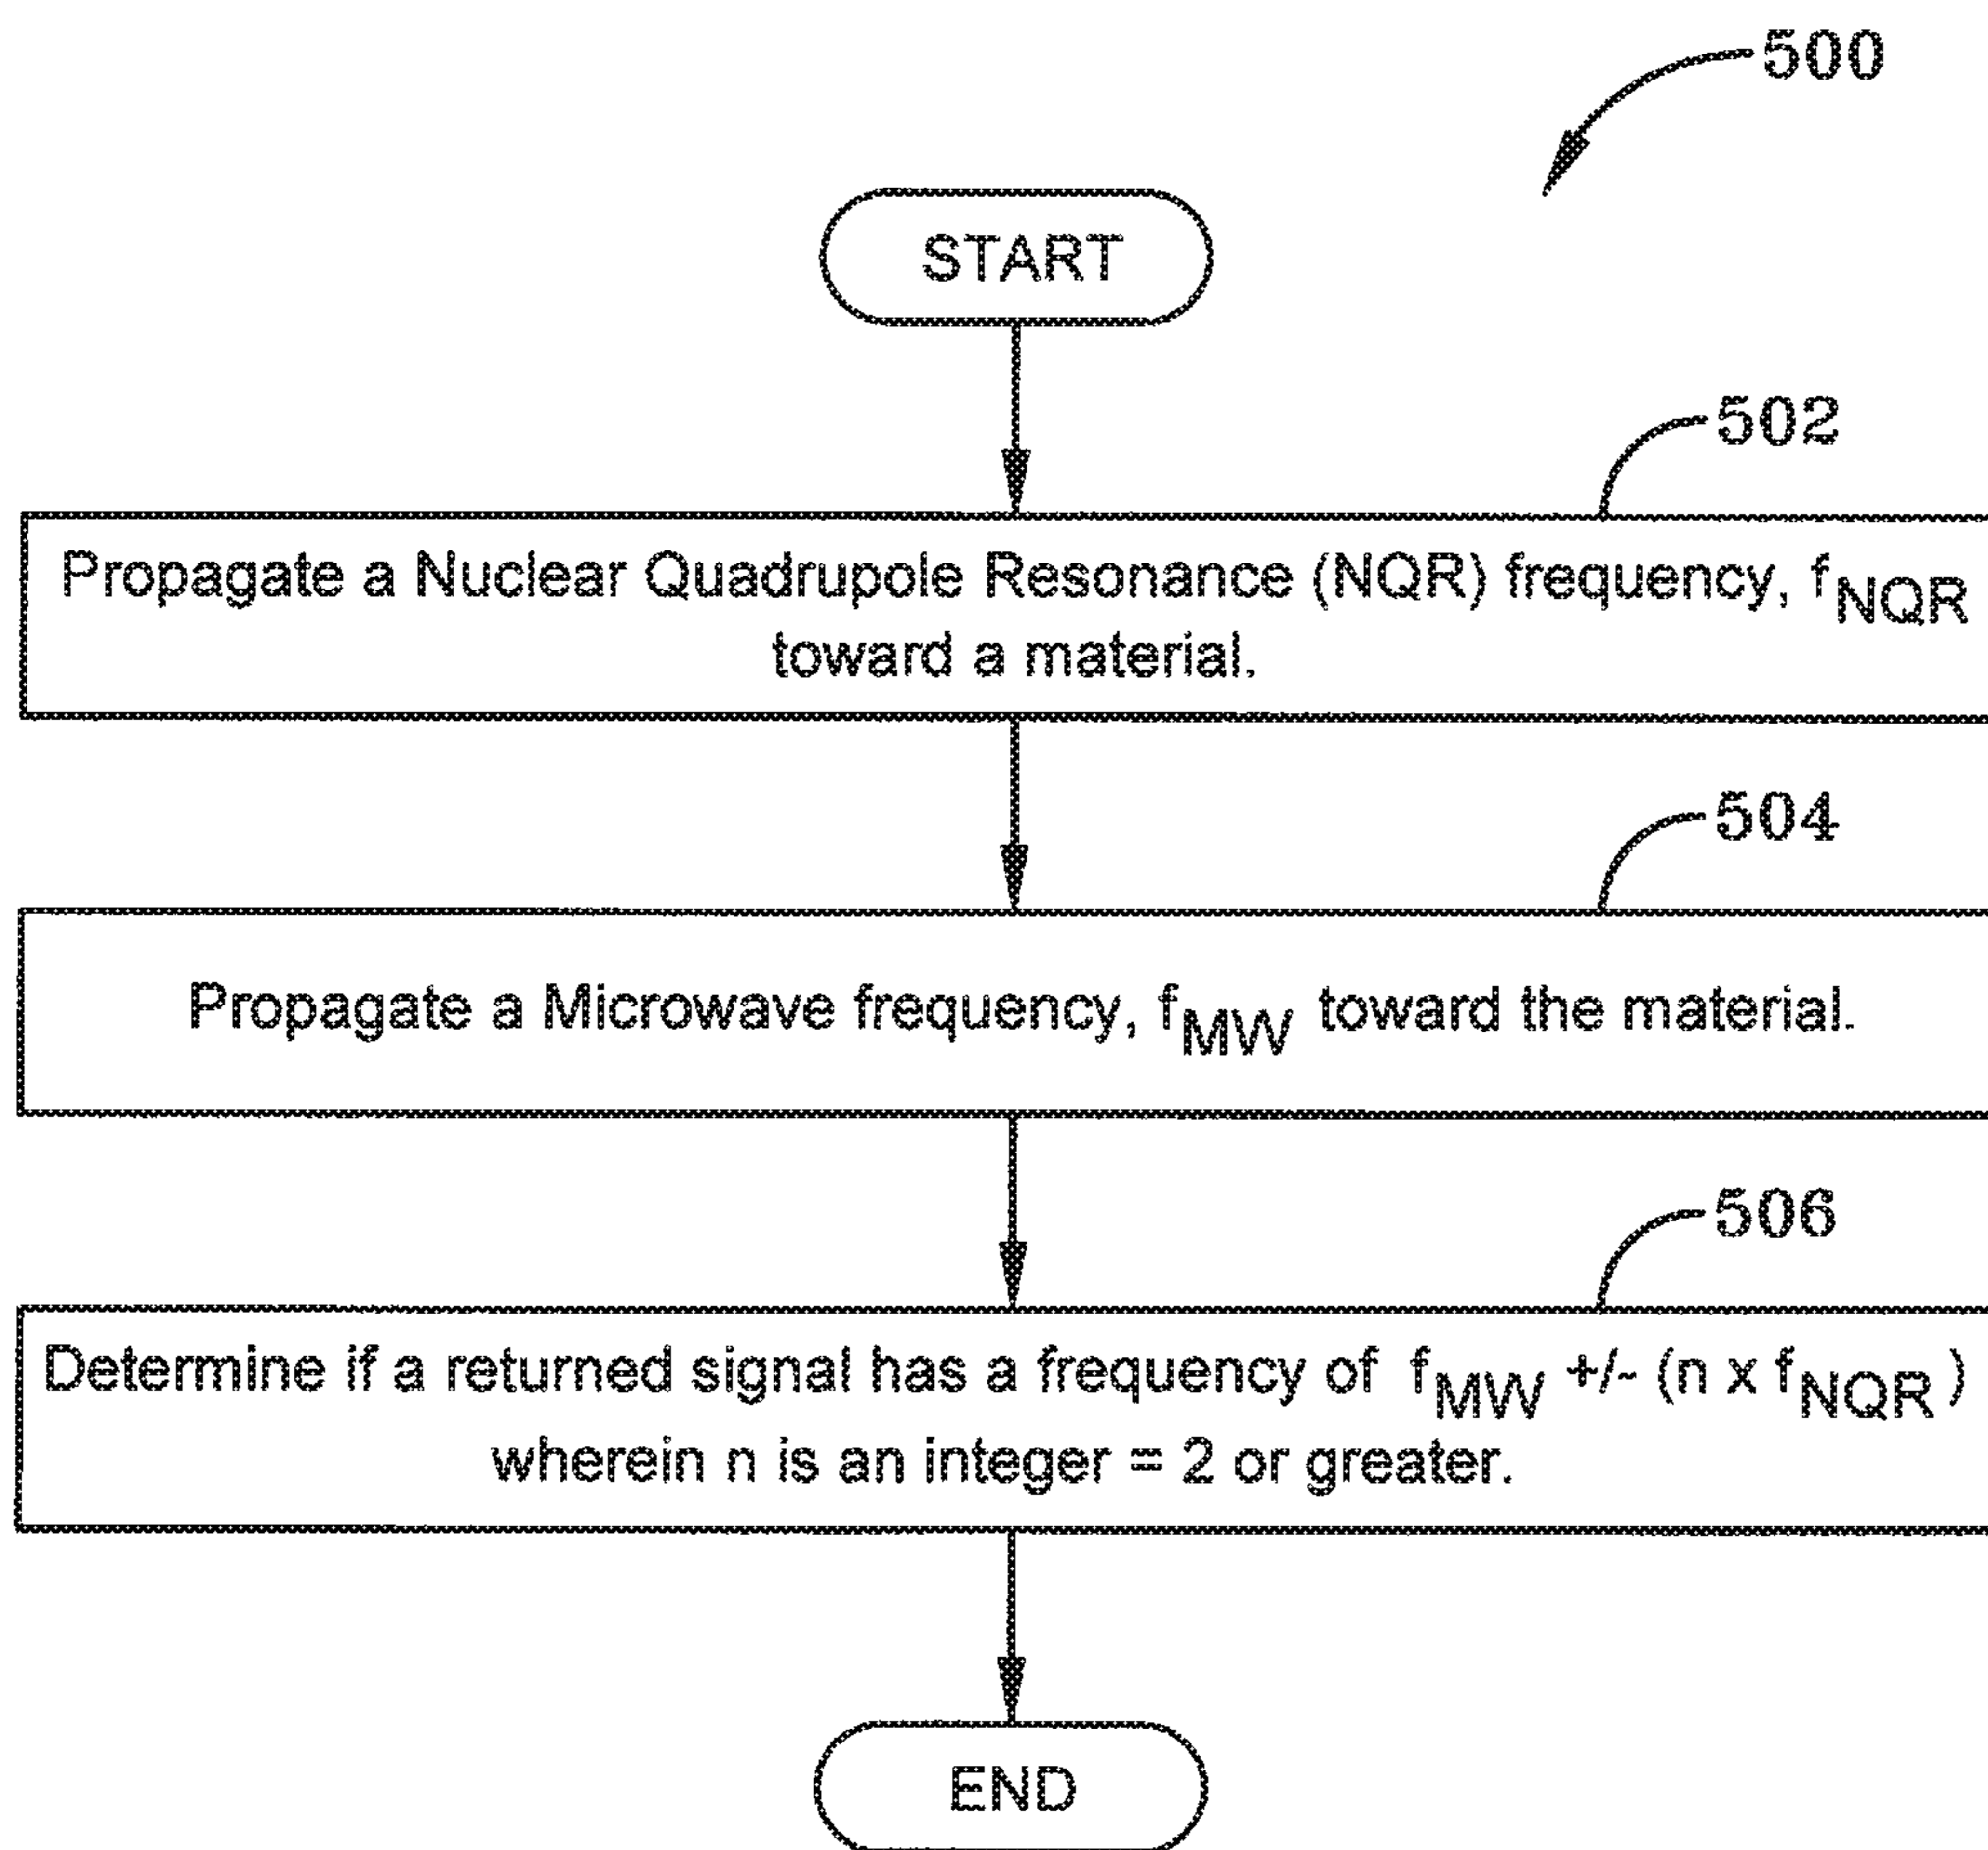 500
START
502
Propagate a Nuclear Quadrupole Resonance (NQR) frequency, fNQR
toward a material.
504
Propagate a Microwave frequency, fMW toward the material.
506
Determine if a returned signal has a frequency of fMW +/- (n x fNQR)
wherein n is an integer = 2 or greater.
END